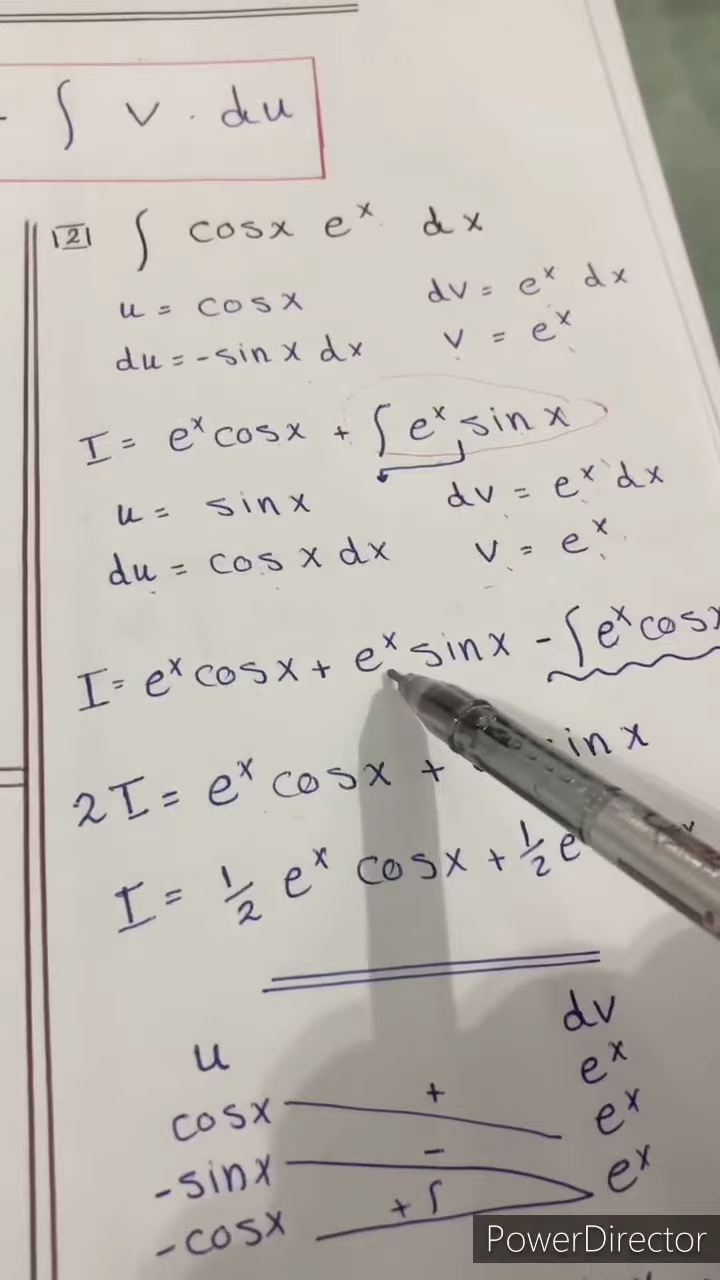 - ∫ v . du
[2] ∫ cosx eˣ dx
u = cosx dv = eˣ dx
du = -sin x dx v = eˣ
I = eˣ cosx + ∫ eˣ sin x
u = sinx dv = eˣ dx
du = cos x dx v = eˣ
I = eˣ cosx + eˣ sinx - ∫ eˣ cosx
2I = eˣ cosx + inx
I = 1/2 eˣ cosx + 1/2 e
u dv
eˣ
cosx + eˣ
-sinx - eˣ
-cosx + ∫
PowerDirector